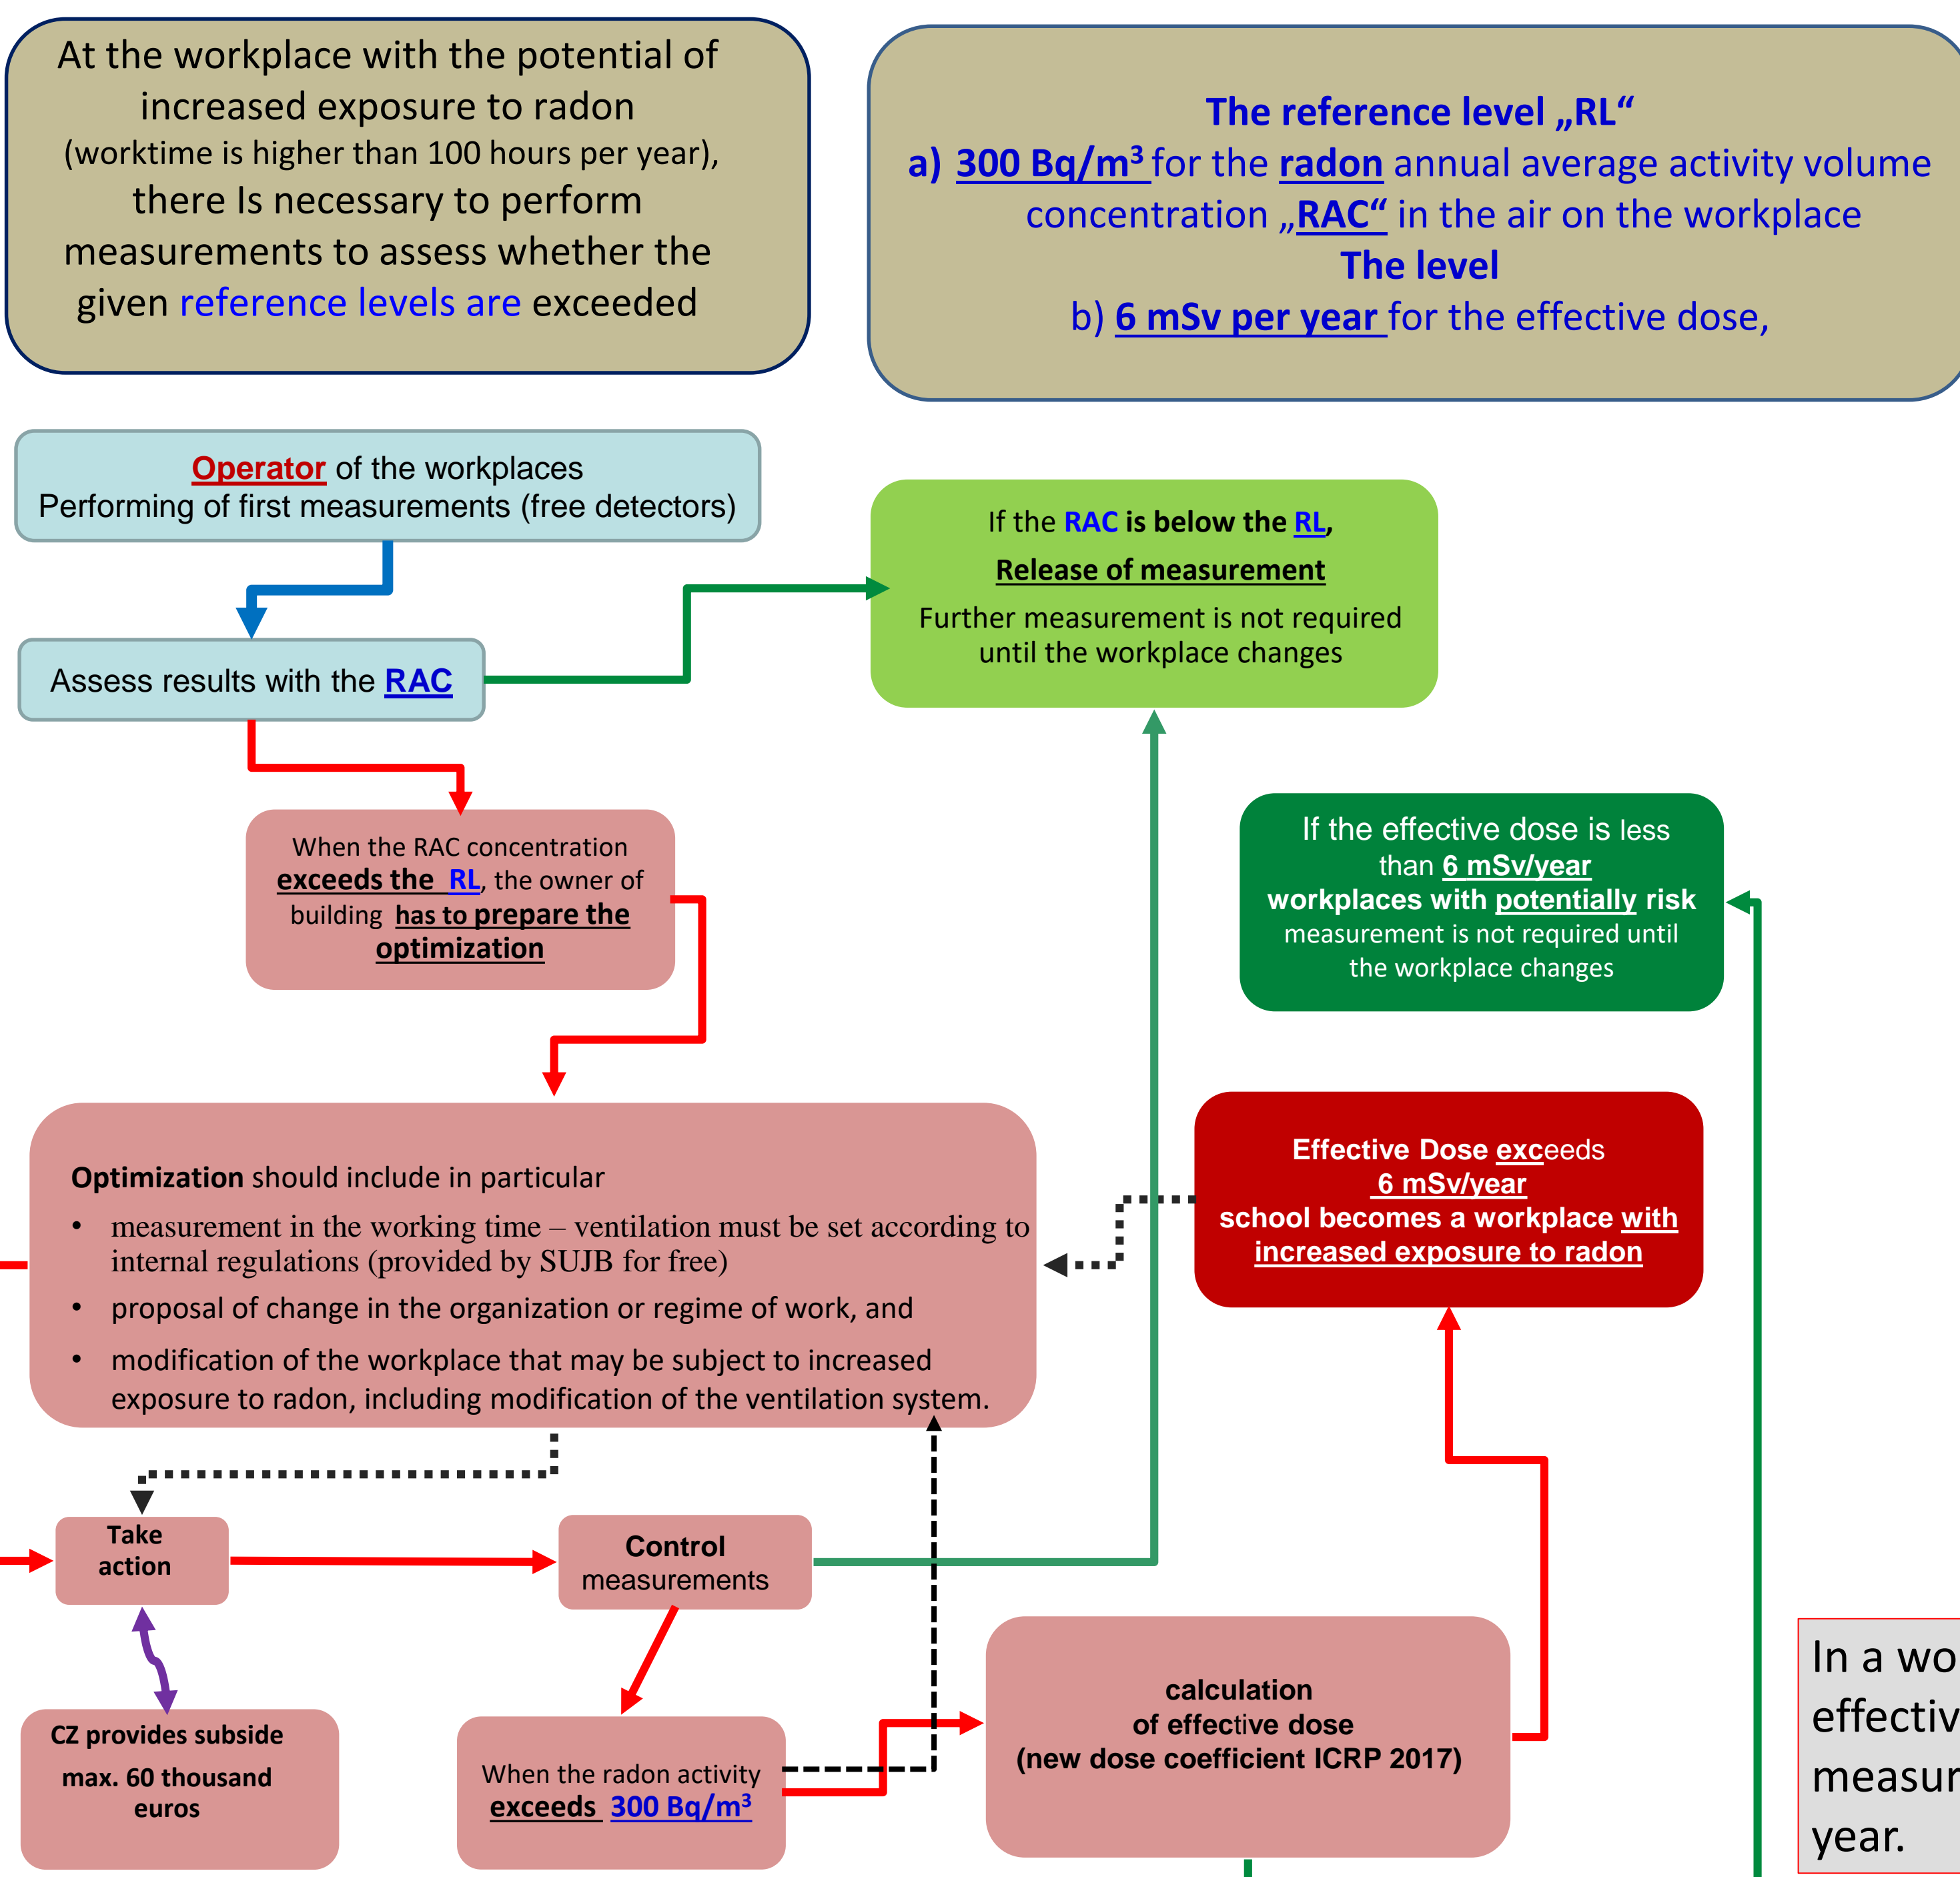 At the workplace with the potential of
increased exposure to radon
(worktime is higher than 100 hours per year),
there Is necessary to perform
measurements to assess whether the
given reference levels are exceeded
The reference level „RL“
a) 300 Bq/m³ for the radon annual average activity volume
concentration „RAC“ in the air on the workplace
The level
b) 6 mSv per year for the effective dose,
Operator of the workplaces
Performing of first measurements (free detectors)
If the RAC is below the RL,
Release of measurement
Further measurement is not required
until the workplace changes
Assess results with the RAC
When the RAC concentration
exceeds the RL, the owner of
building has to prepare the
optimization
If the effective dose is less
than 6 mSv/year
workplaces with potentially risk
measurement is not required until
the workplace changes
Optimization should include in particular
• measurement in the working time – ventilation must be set according to
internal regulations (provided by SUJB for free)
• proposal of change in the organization or regime of work, and
• modification of the workplace that may be subject to increased
exposure to radon, including modification of the ventilation system.
Effective Dose exceeds
6 mSv/year
school becomes a workplace with
increased exposure to radon
Take
action
Control
measurements
CZ provides subside
max. 60 thousand
euros
When the radon activity
exceeds 300 Bq/m³
calculation
of effective dose
(new dose coefficient ICRP 2017)
In a wo
effectiv
measur
year.